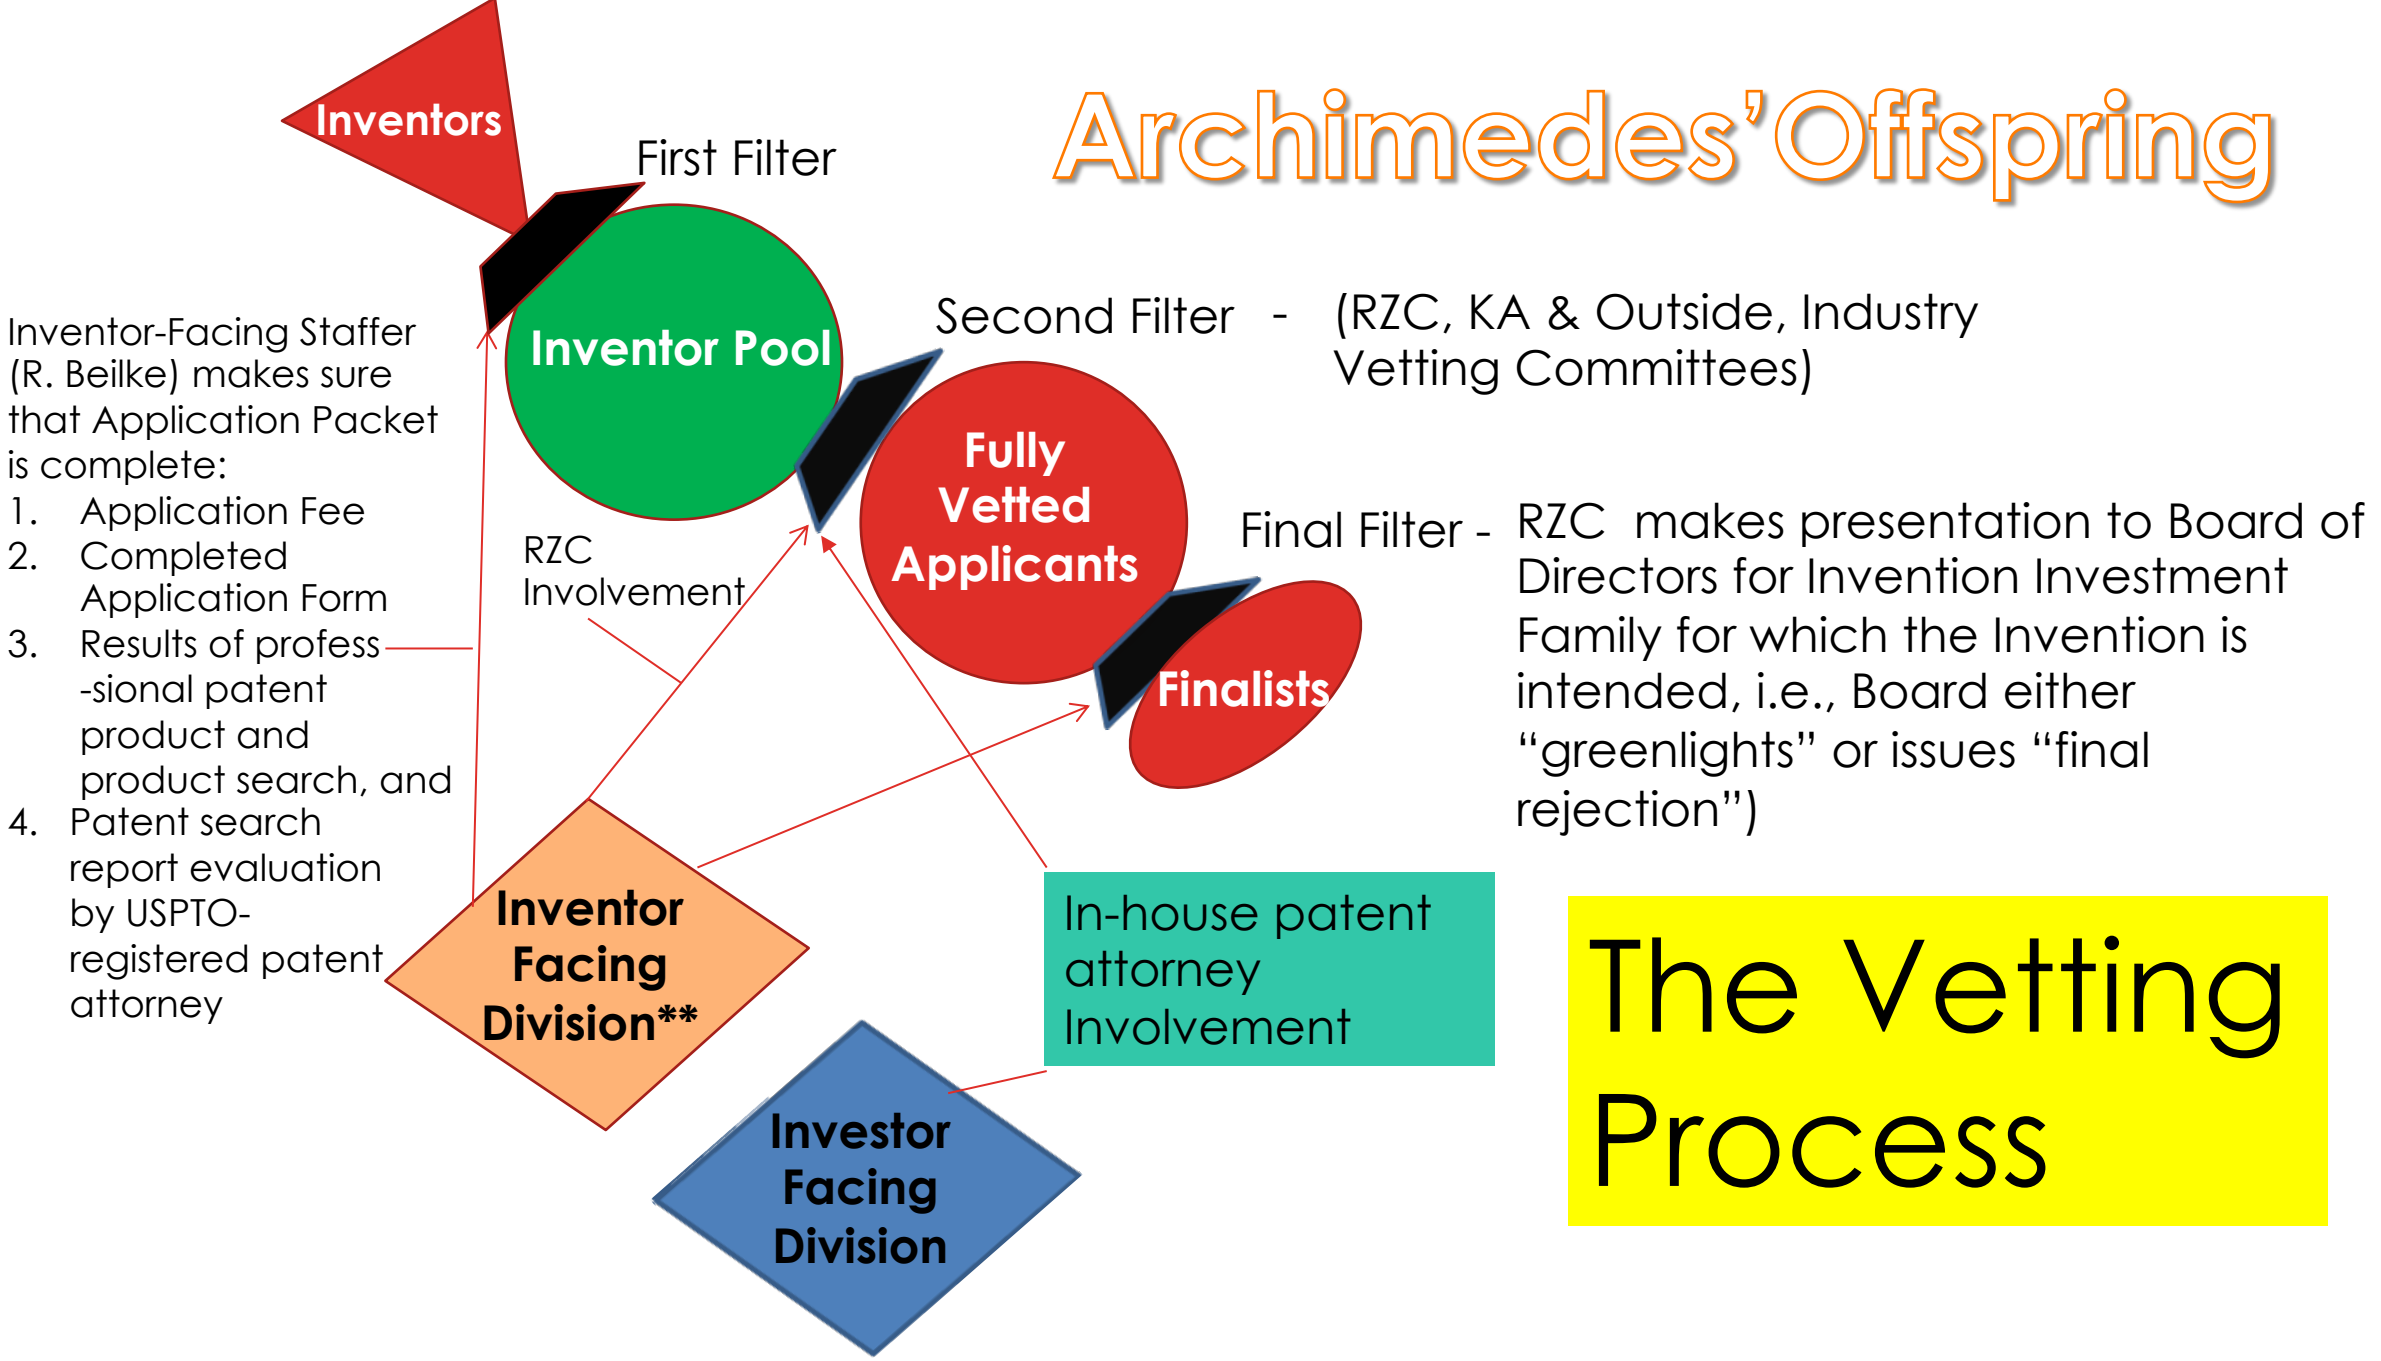 Archimedes’Offspring
Inventors
First Filter
Inventor Pool
Second Filter - (RZC, KA & Outside, Industry
Vetting Committees)
Inventor-Facing Staffer
(R. Beilke) makes sure
that Application Packet
is complete:
1. Application Fee
2. Completed
Application Form
3. Results of profess
-sional patent
product and
product search, and
4. Patent search
report evaluation
by USPTO-
registered patent
attorney
Fully
Vetted
Applicants
RZC
Involvement
Final Filter - RZC makes presentation to Board of
Directors for Invention Investment
Family for which the Invention is
intended, i.e., Board either
“greenlights” or issues “final
rejection”)
Finalists
Inventor
Facing
Division**
In-house patent
attorney
Involvement
Investor
Facing
Division
The Vetting
Process